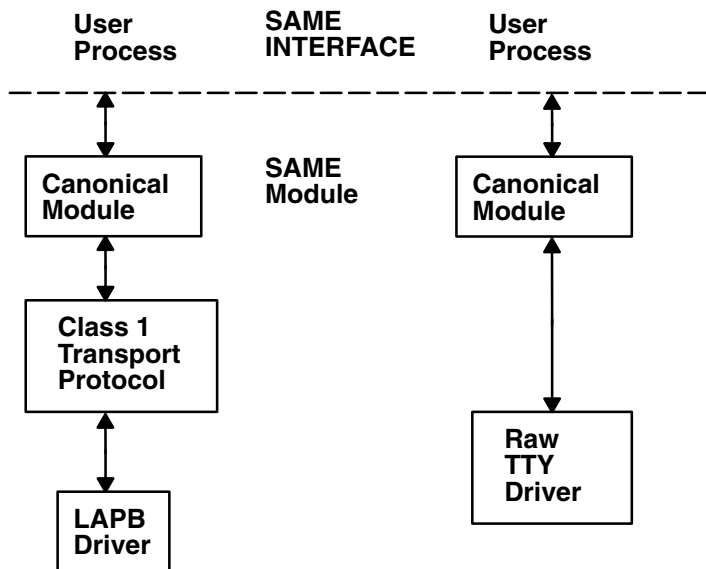 User
Process
SAME
INTERFACE
User
Process
Canonical
Module
SAME
Module
Canonical
Module
Class 1
Transport
Protocol
Raw
TTY
Driver
LAPB
Driver